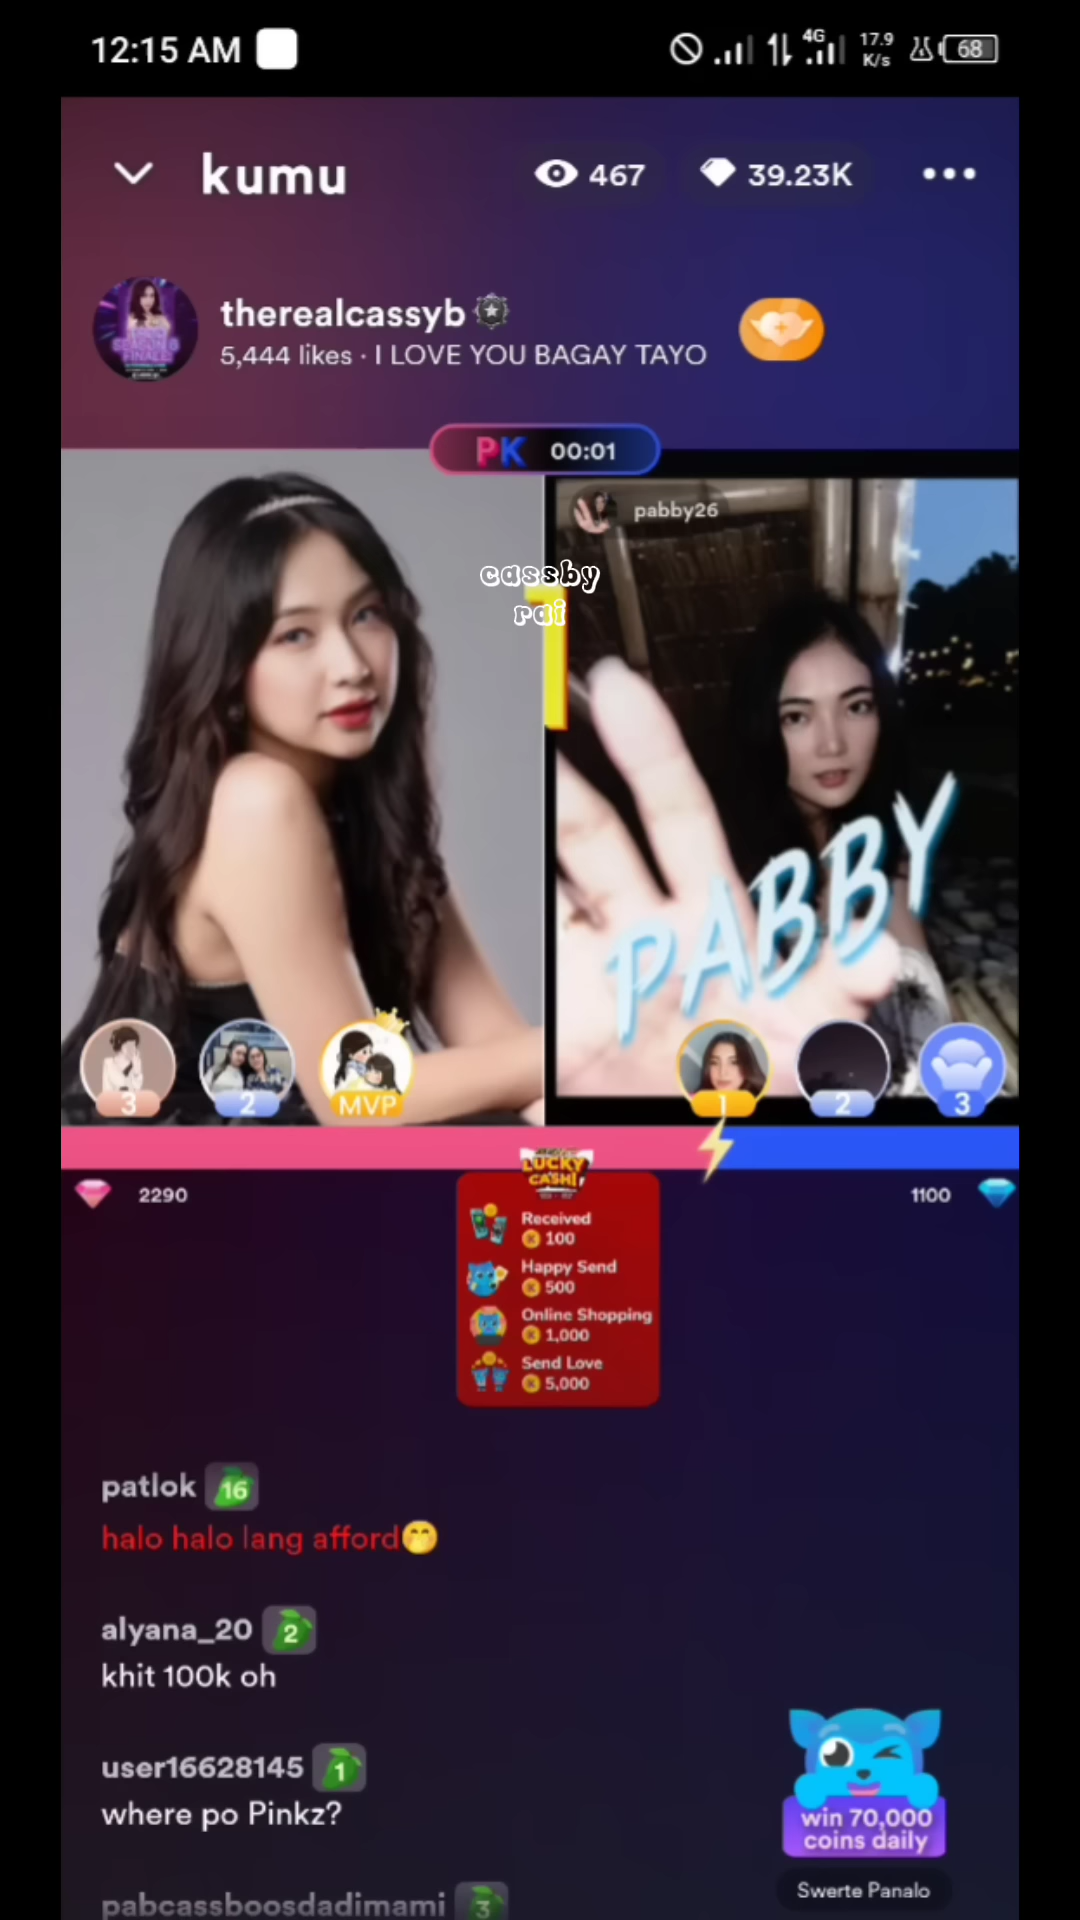 12:15 AM
4G
17.9
K/s
68
kumu
467
39.23K
therealcassyb
5,444 likes · I LOVE YOU BAGAY TAYO
PK 00:01
pabby26
cassby
rai
1
PABBY
3
2
MVP
1
2
3
LUCKY
CASH!
2290
1100
Received
100
Happy Send
500
Online Shopping
1,000
Send Love
5,000
patlok 16
halo halo lang afford
alyana_20 2
khit 100k oh
user16628145 1
where po Pinkz?
win 70,000
coins daily
Swerte Panalo
pabcassboosdadimami 3